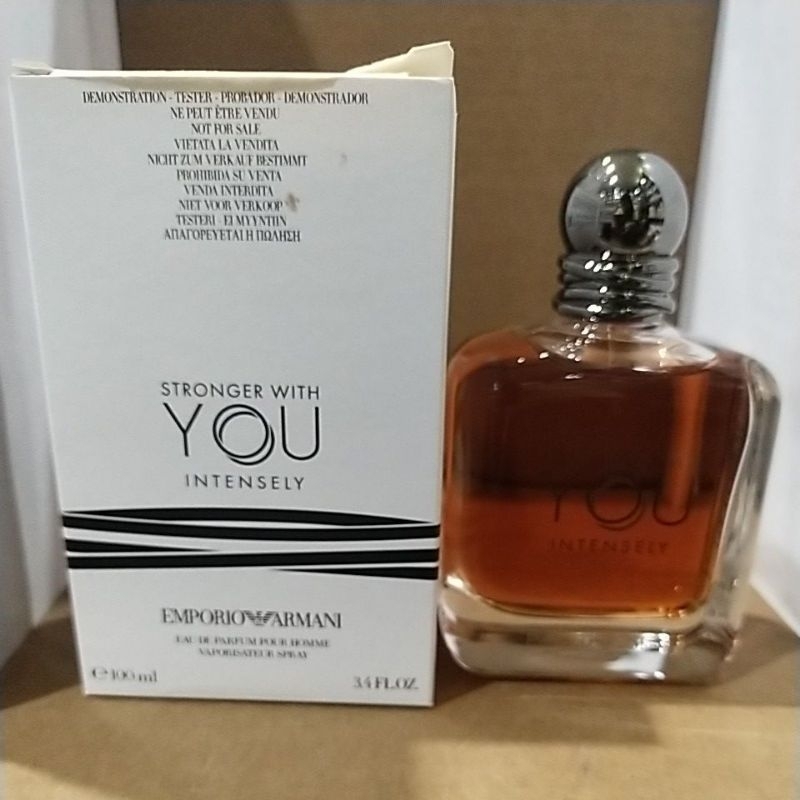 DEMONSTRATION - TESTER - PROBADOR - DEMONSTRADOR
NE PEUT ÊTRE VENDU
NOT FOR SALE
VIETATA LA VENDITA
NICHT ZUM VERKAUF BESTIMMT
PROHIBIDA SU VENTA
VENDA INTERDITA
NIET VOOR VERKOOP
TESTERI - EI MYYNTIIN
ΑΠΑΓΟΡΕΥΕΤΑΙ Η ΠΩΛΗΣΗ
STRONGER WITH
YOU
INTENSELY
EMPORIO ARMANI
EAU DE PARFUM POUR HOMME
VAPORISATEUR SPRAY
℮ 100 ml 3.4 FL.OZ.
YOU
INTENSELY